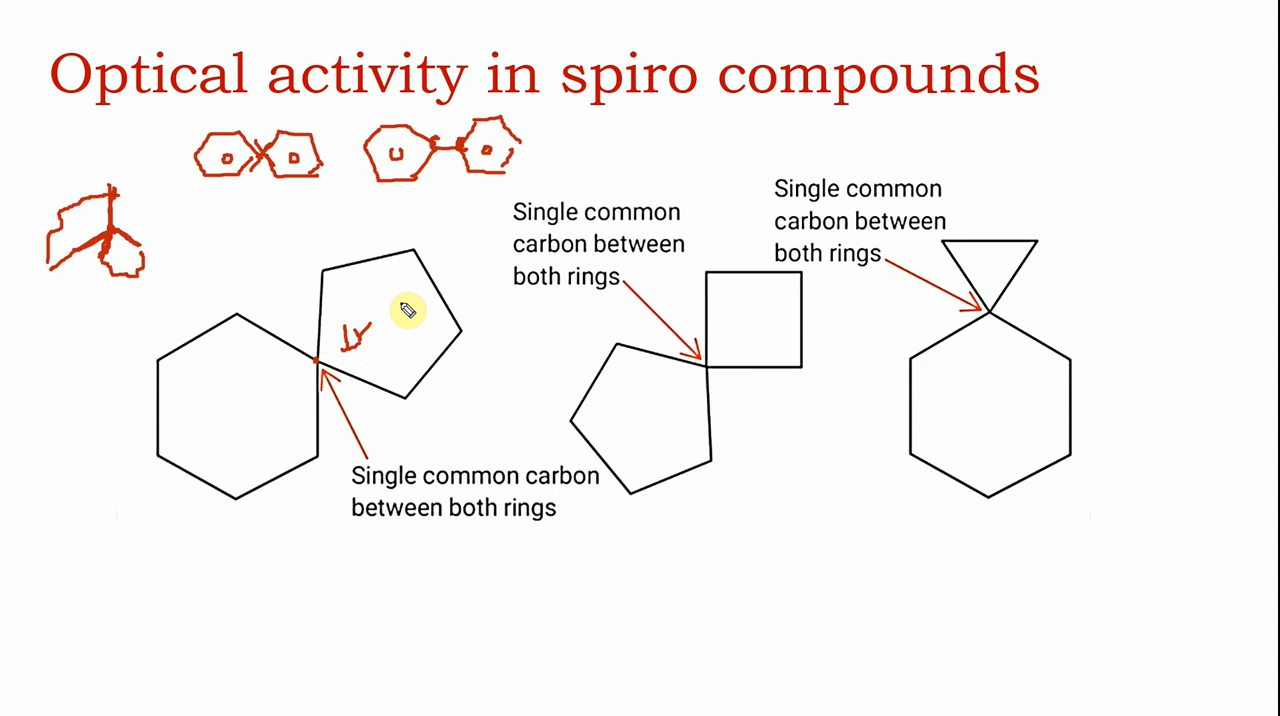 Optical activity in spiro compounds
Single common
carbon between
both rings
Single common
carbon between
both rings
Single common carbon
between both rings